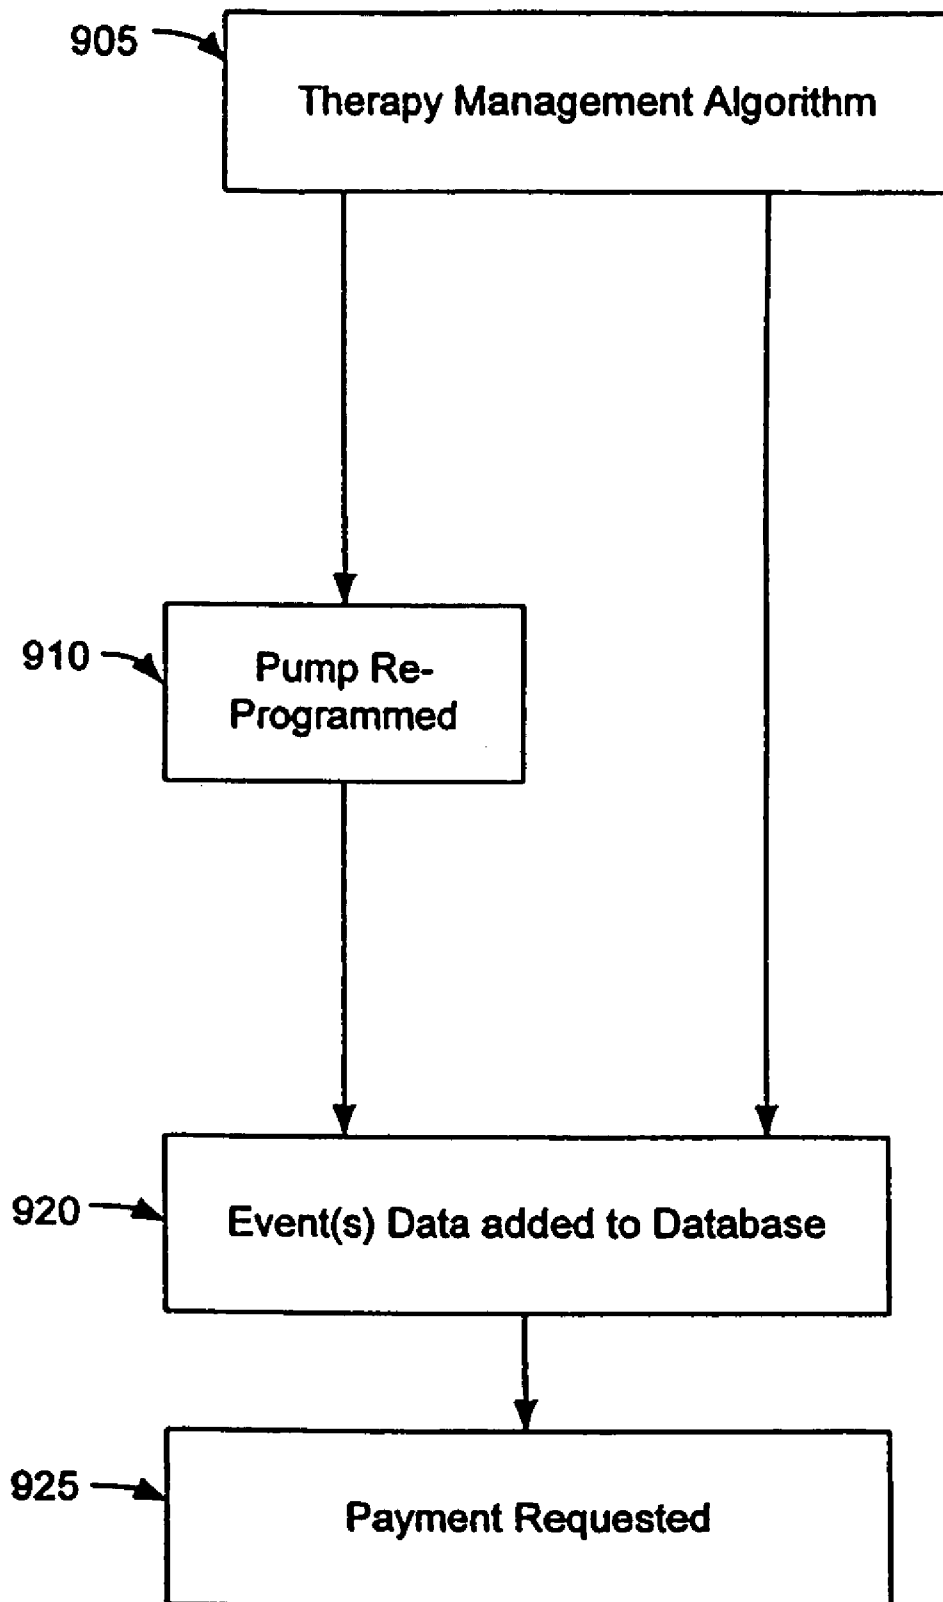 905
Therapy Management Algorithm
910
Pump Re-
Programmed
920
Event(s) Data added to Database
925
Payment Requested